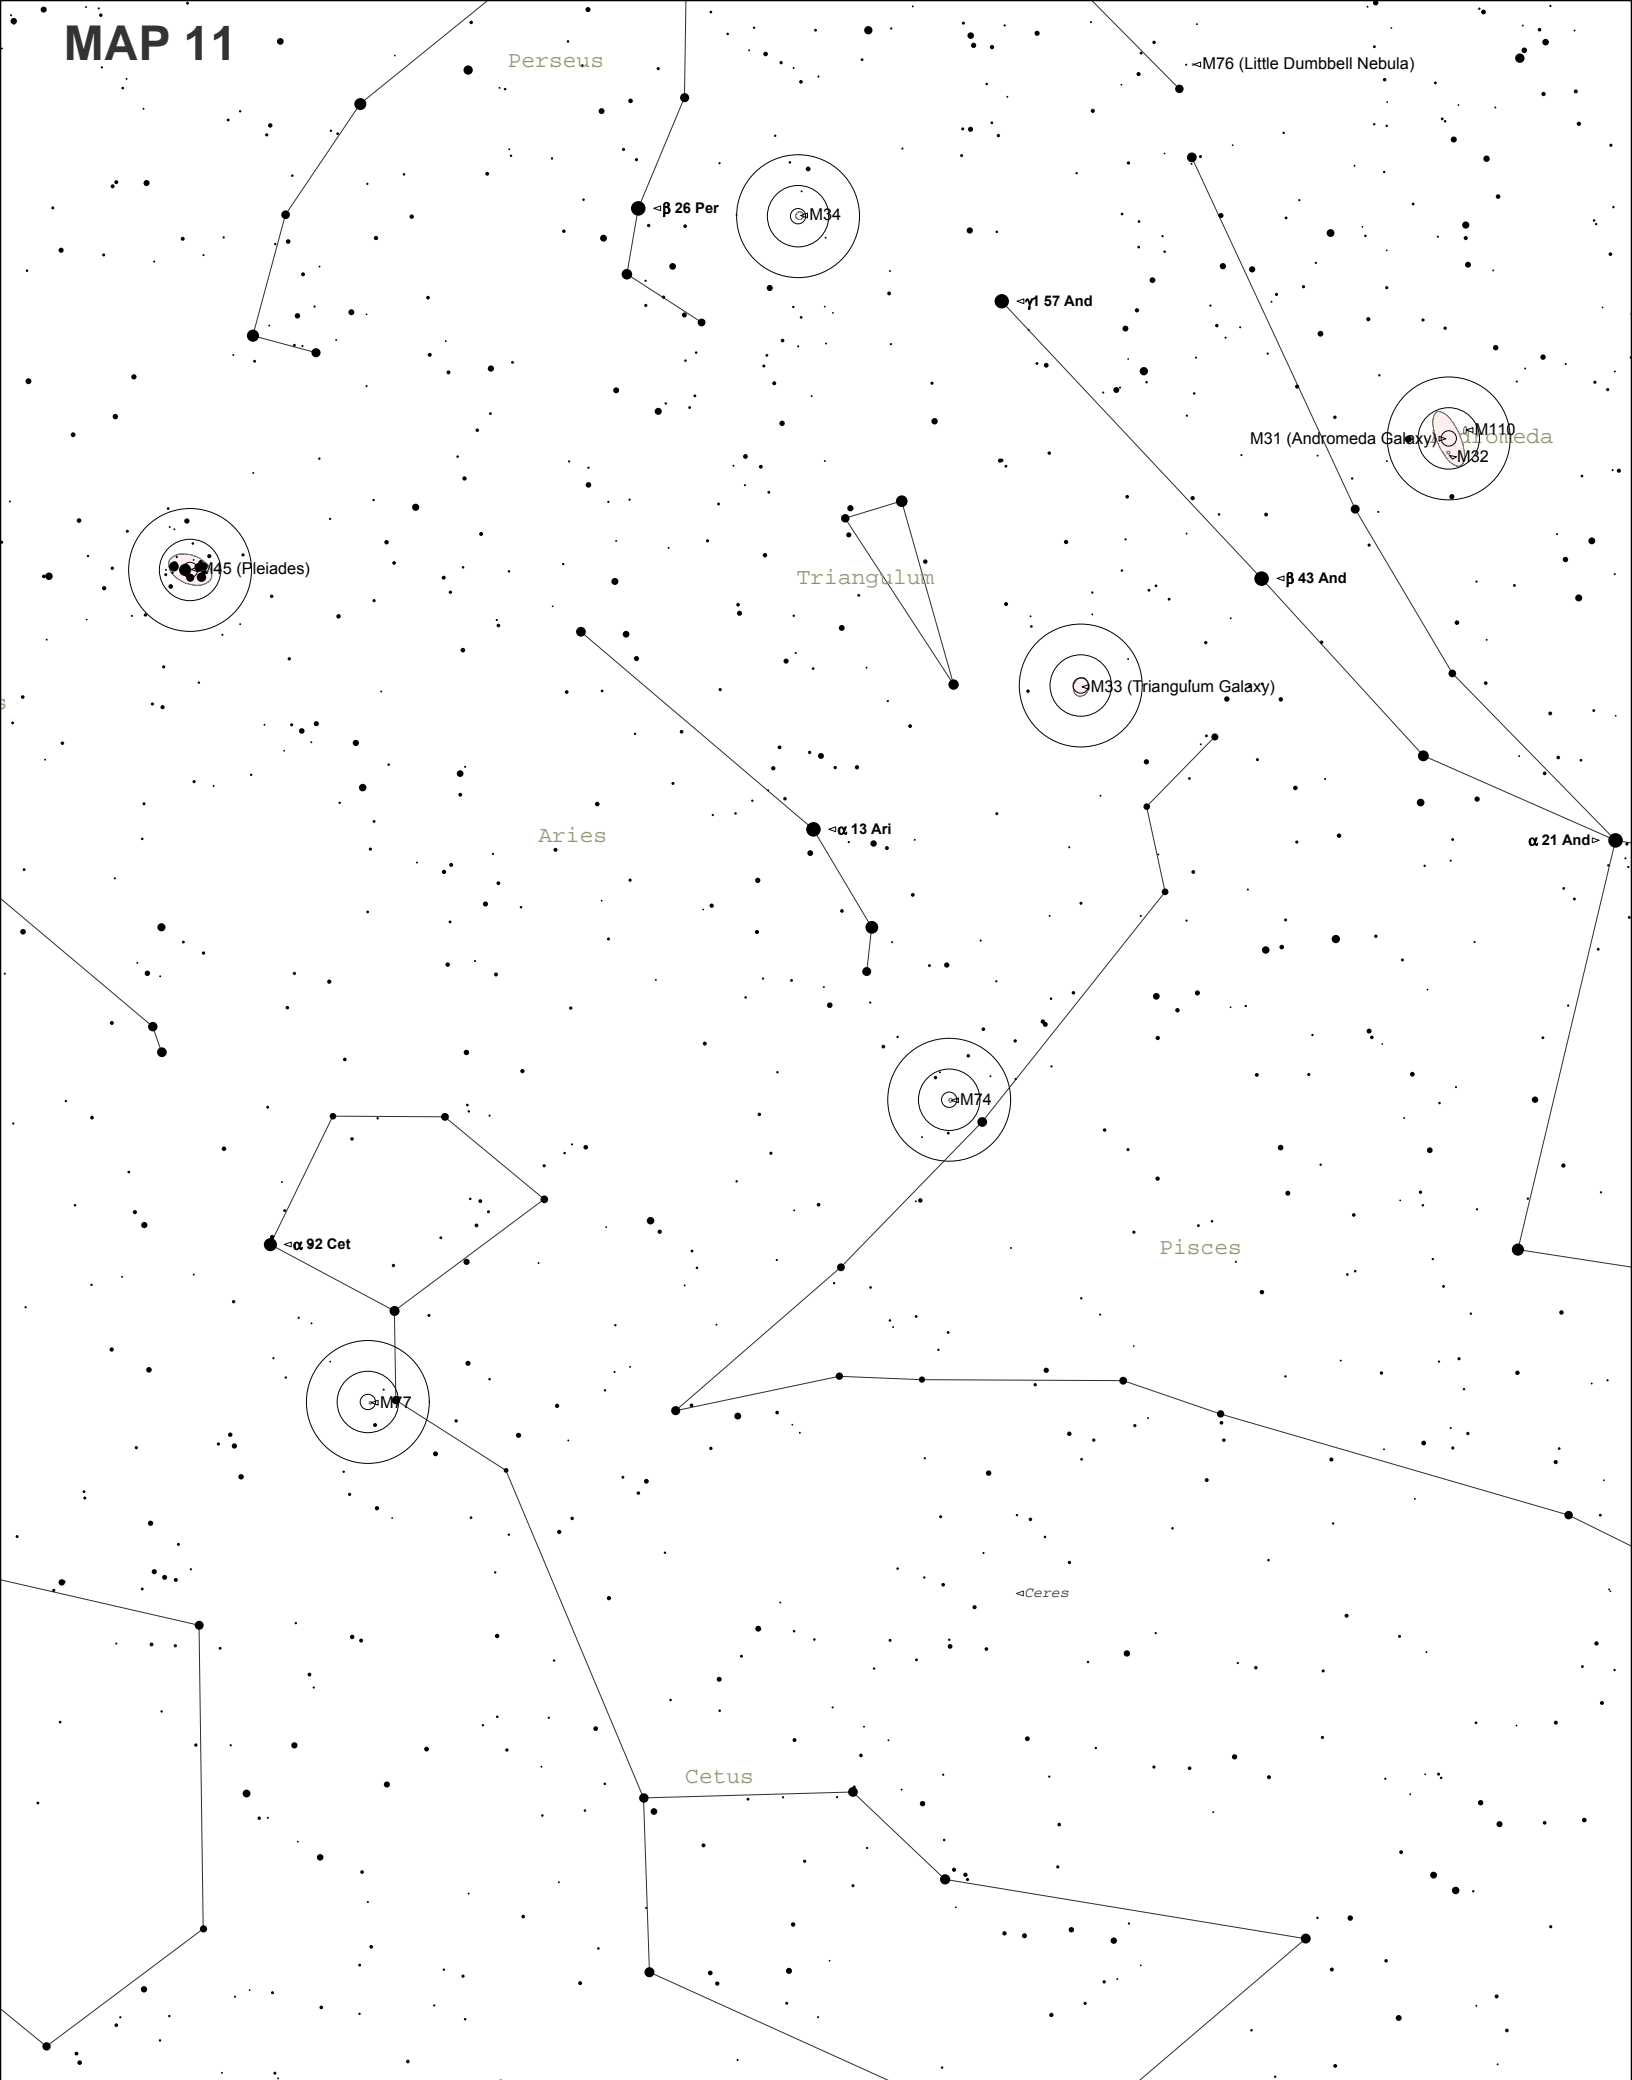 MAP 11
Perseus
M76 (Little Dumbbell Nebula)
β 26 Per
M34
γ1 57 And
M110
M31 (Andromeda Galaxy)
Andromeda
M32
M45 (Pleiades)
Triangulum
β 43 And
M33 (Triangulum Galaxy)
s
α 13 Ari
Aries
α 21 And
M74
α 92 Cet
Pisces
M77
Ceres
Cetus